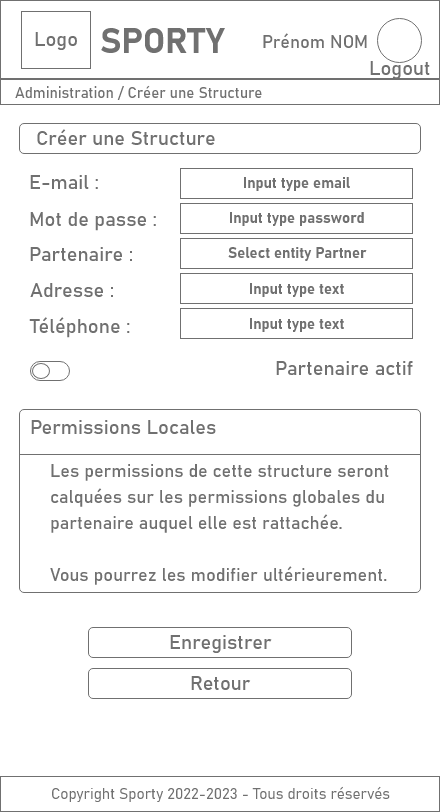 Logo
SPORTY
Prénom NOM
Logout
Administration / Créer une Structure
Créer une Structure
E-mail : Input type email
Mot de passe : Input type password
Partenaire : Select entity Partner
Adresse : Input type text
Téléphone : Input type text
Partenaire actif
Permissions Locales
Les permissions de cette structure seront
calquées sur les permissions globales du
partenaire auquel elle est rattachée.
Vous pourrez les modifier ultérieurement.
Enregistrer
Retour
Copyright Sporty 2022-2023 - Tous droits réservés